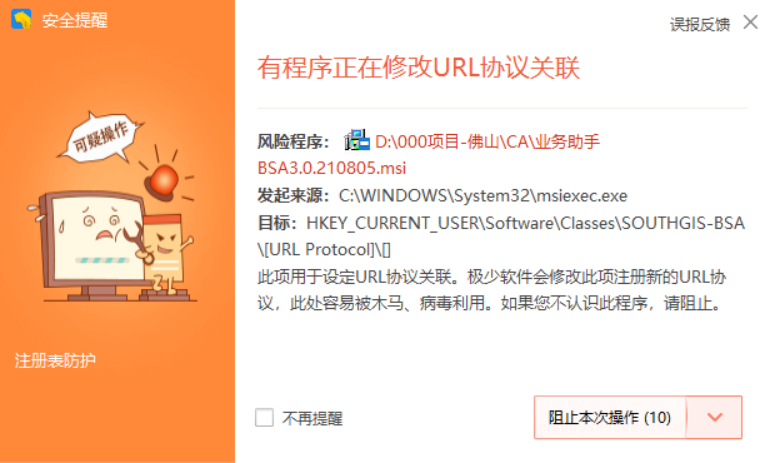 安全提醒
误报反馈
有程序正在修改URL协议关联
可疑操作
风险程序： D:\000项目-佛山\CA\业务助手
BSA3.0.210805.msi
发起来源：C:\WINDOWS\System32\msiexec.exe
目标：HKEY_CURRENT_USER\Software\Classes\SOUTHGIS-BSA
\[URL Protocol]\[]
此项用于设定URL协议关联。极少软件会修改此项注册新的URL协
议，此处容易被木马、病毒利用。如果您不认识此程序，请阻止。
注册表防护
不再提醒
阻止本次操作 (10)